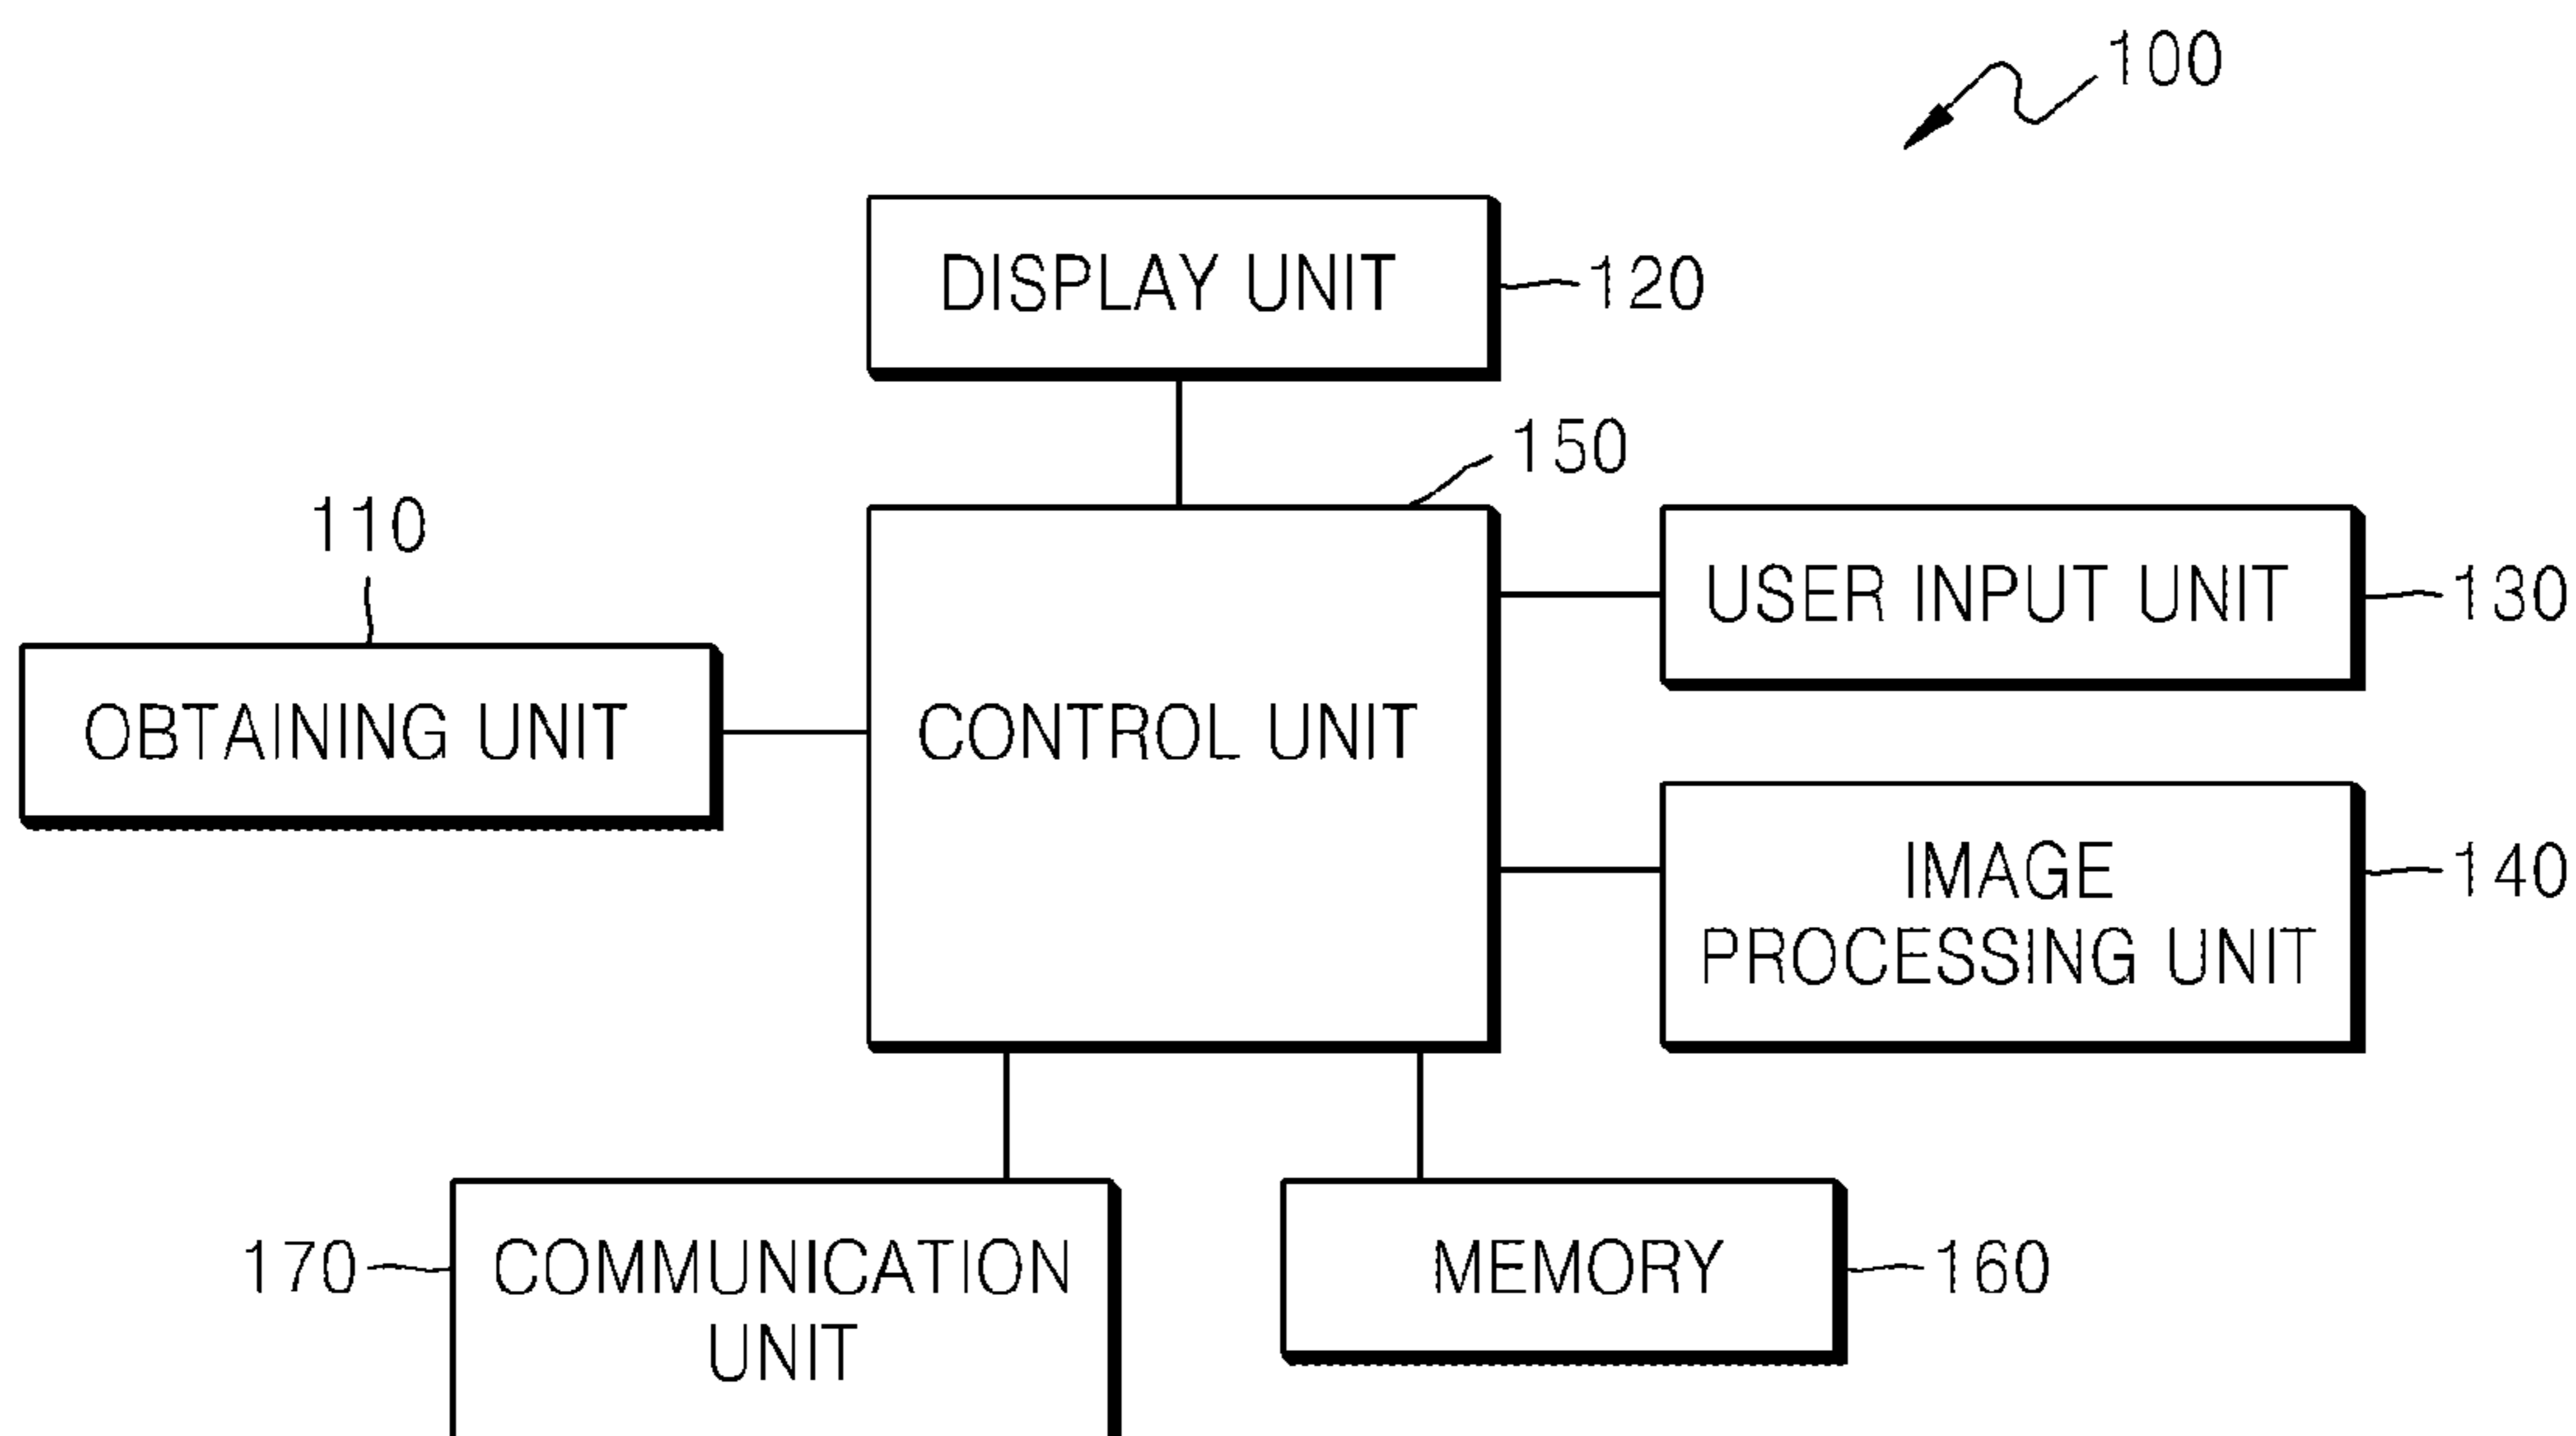 100
DISPLAY UNIT
120
150
110
USER INPUT UNIT
130
OBTAINING UNIT
CONTROL UNIT
IMAGE
PROCESSING UNIT
140
170
COMMUNICATION
UNIT
MEMORY
160